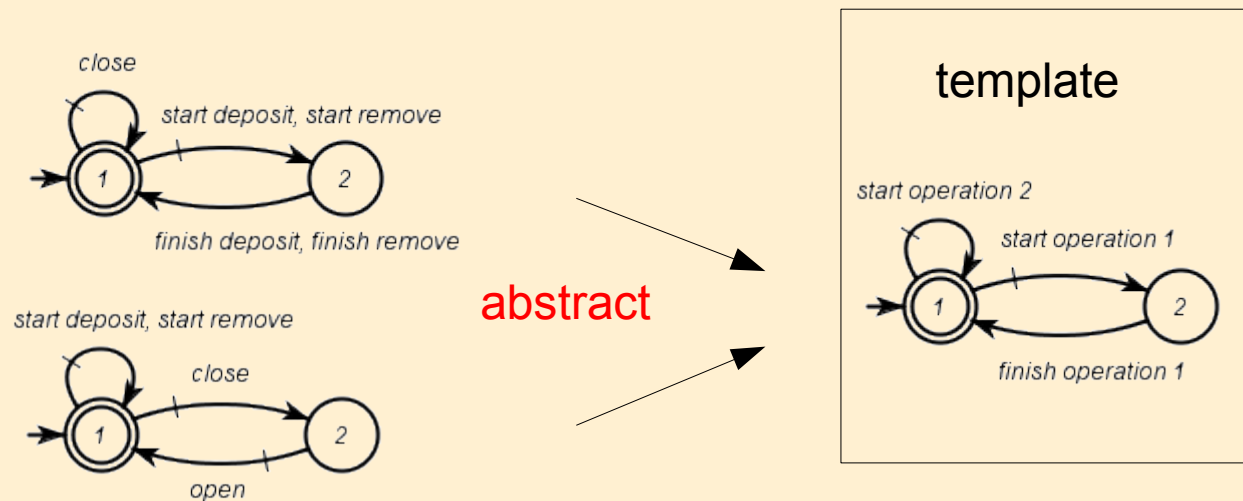 close
start deposit, start remove
1
2
finish deposit, finish remove
start deposit, start remove
close
1
2
open
abstract
template
start operation 2
start operation 1
1
2
finish operation 1